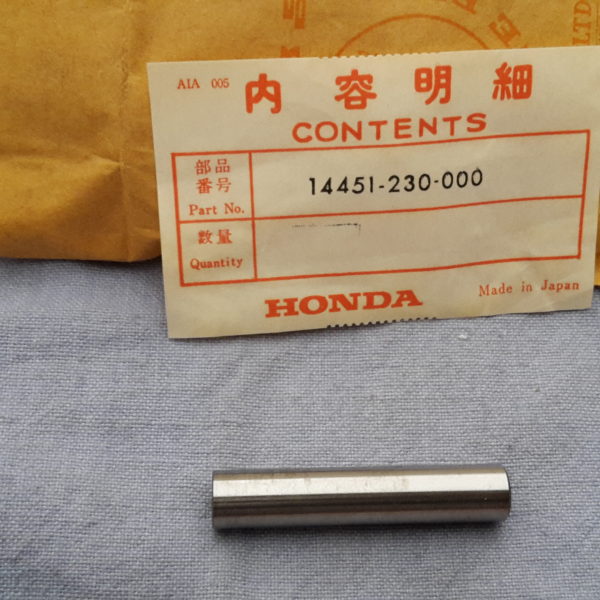 LTD
AIA 005
内容明細
CONTENTS
部品
番号
Part No.
14451-230-000
数量
Quantity
HONDA
Made in Japan